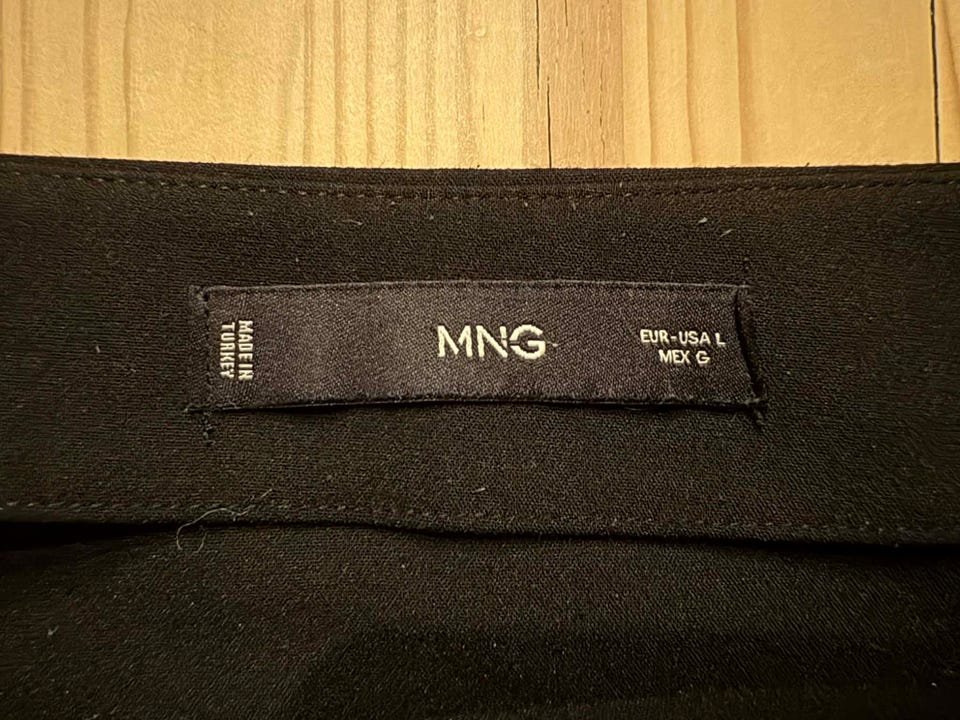 MADE IN
TURKEY
MNG
EUR-USA L
MEX G